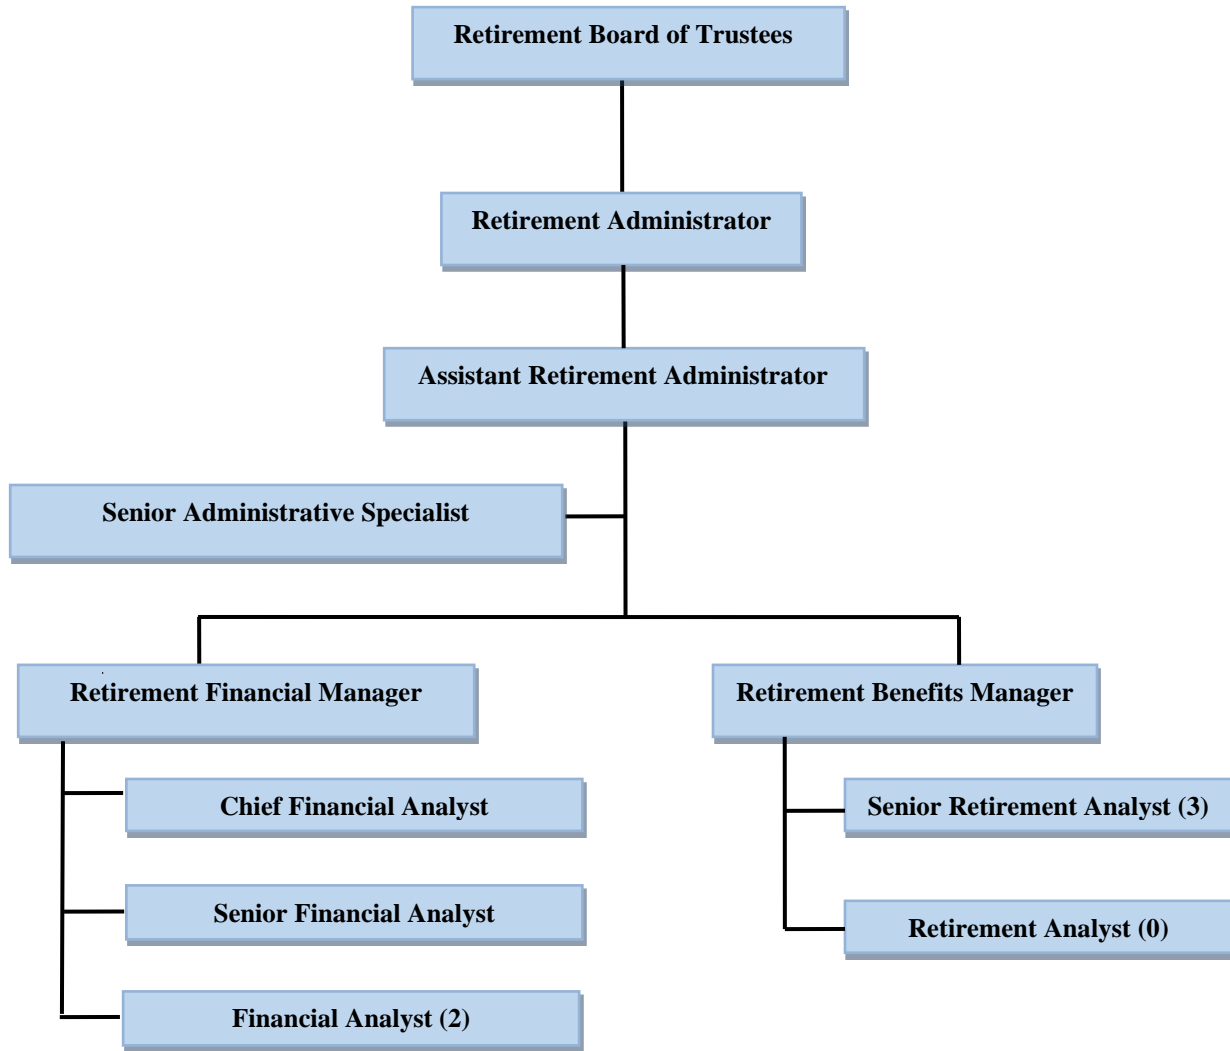 Retirement Board of Trustees
Retirement Administrator
Assistant Retirement Administrator
Senior Administrative Specialist
Retirement Financial Manager
Retirement Benefits Manager
Chief Financial Analyst
Senior Retirement Analyst (3)
Senior Financial Analyst
Retirement Analyst (0)
Financial Analyst (2)